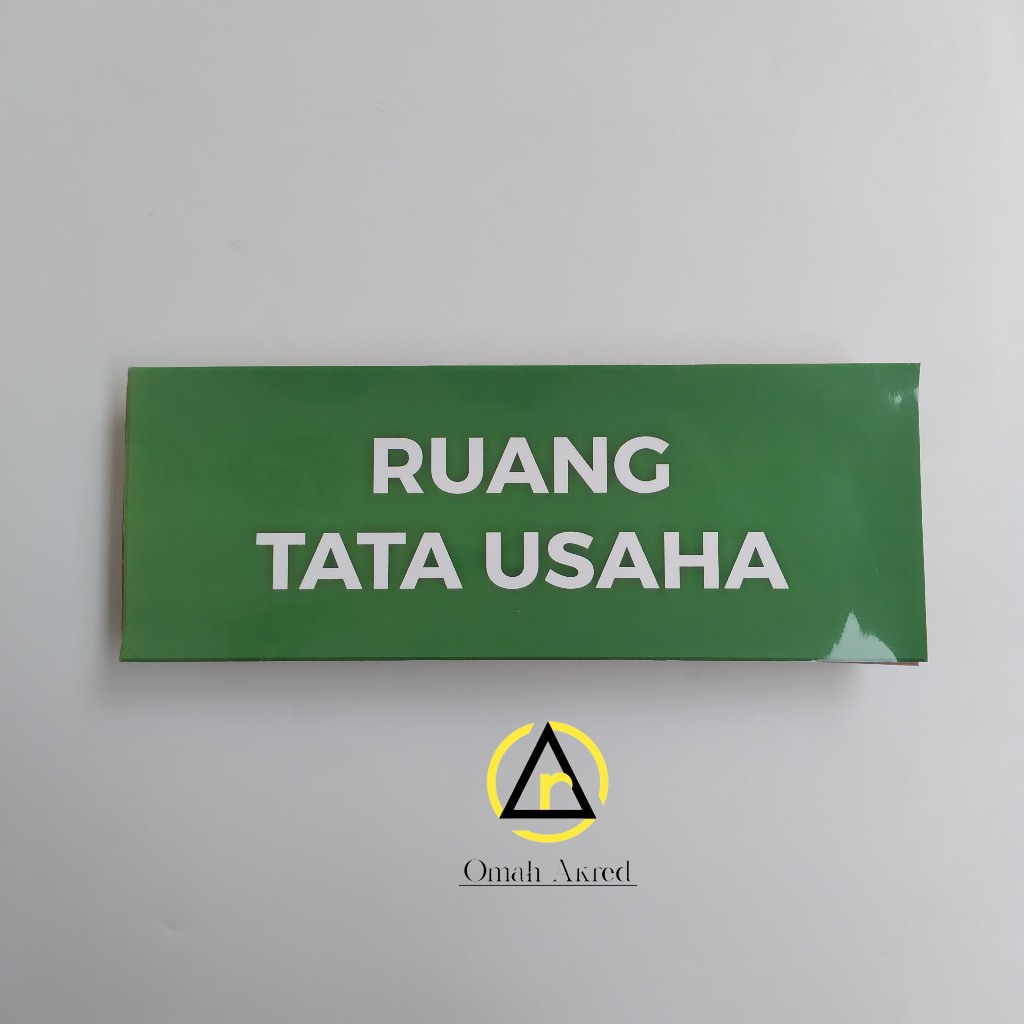 RUANG
TATA USAHA
n
Omah Akred